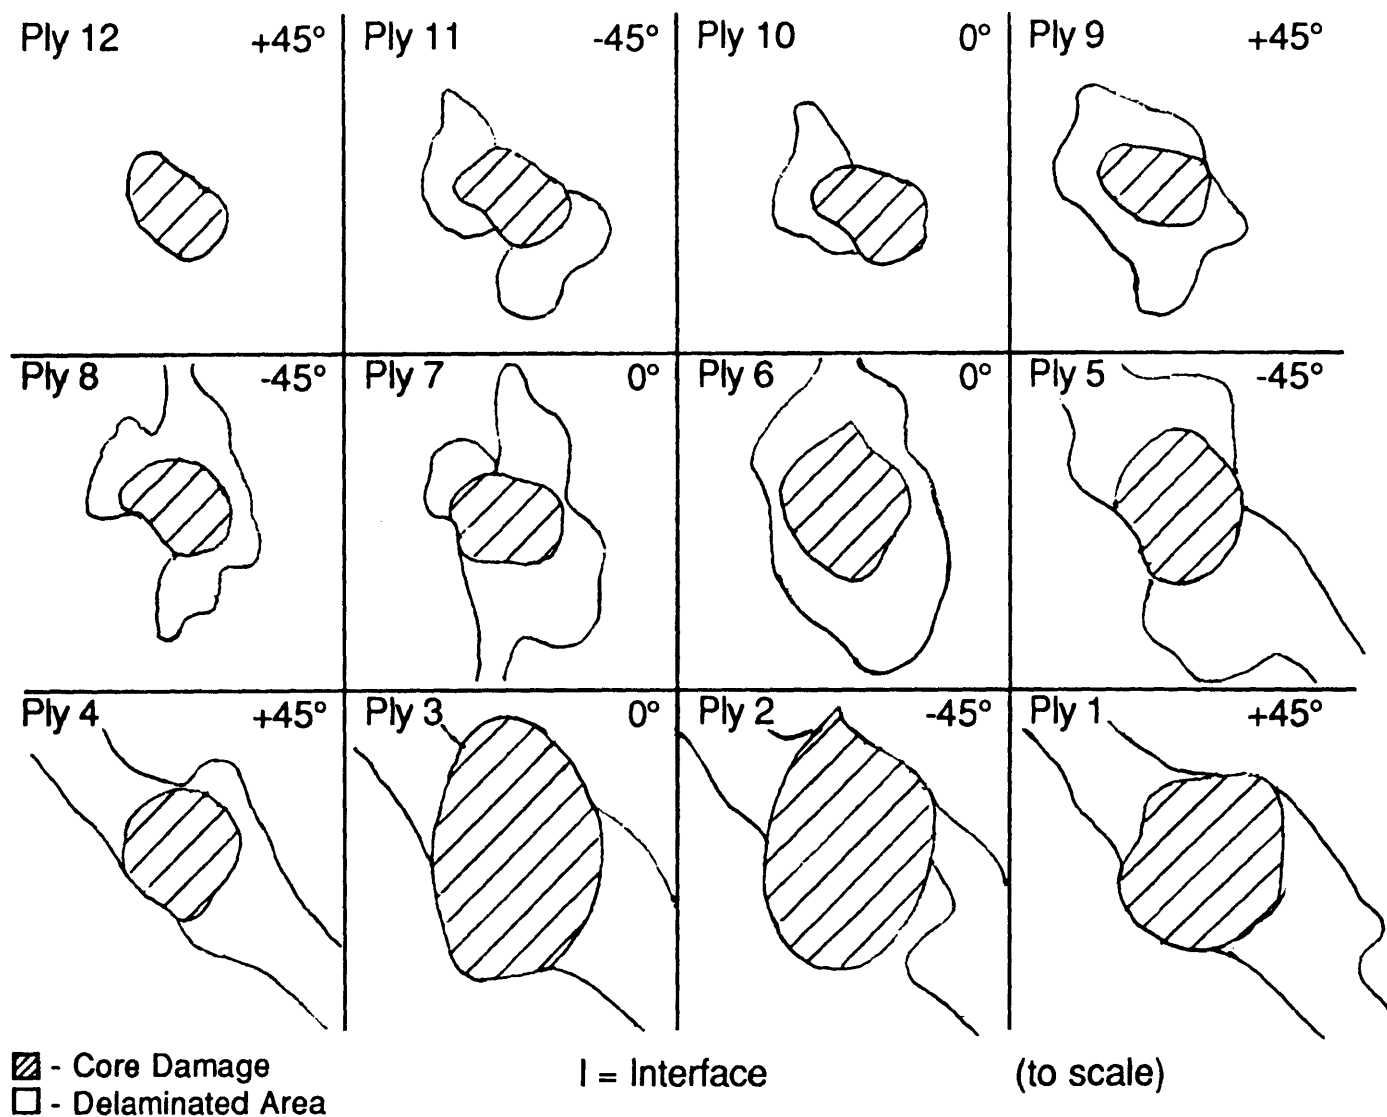 Ply 12 +45° Ply 11 -45° Ply 10 0° Ply 9 +45°
Ply 8 -45° Ply 7 0° Ply 6 0° Ply 5 -45°
Ply 4 +45° Ply 3 0° Ply 2 -45° Ply 1 +45°
- Core Damage I = Interface (to scale)
- Delaminated Area